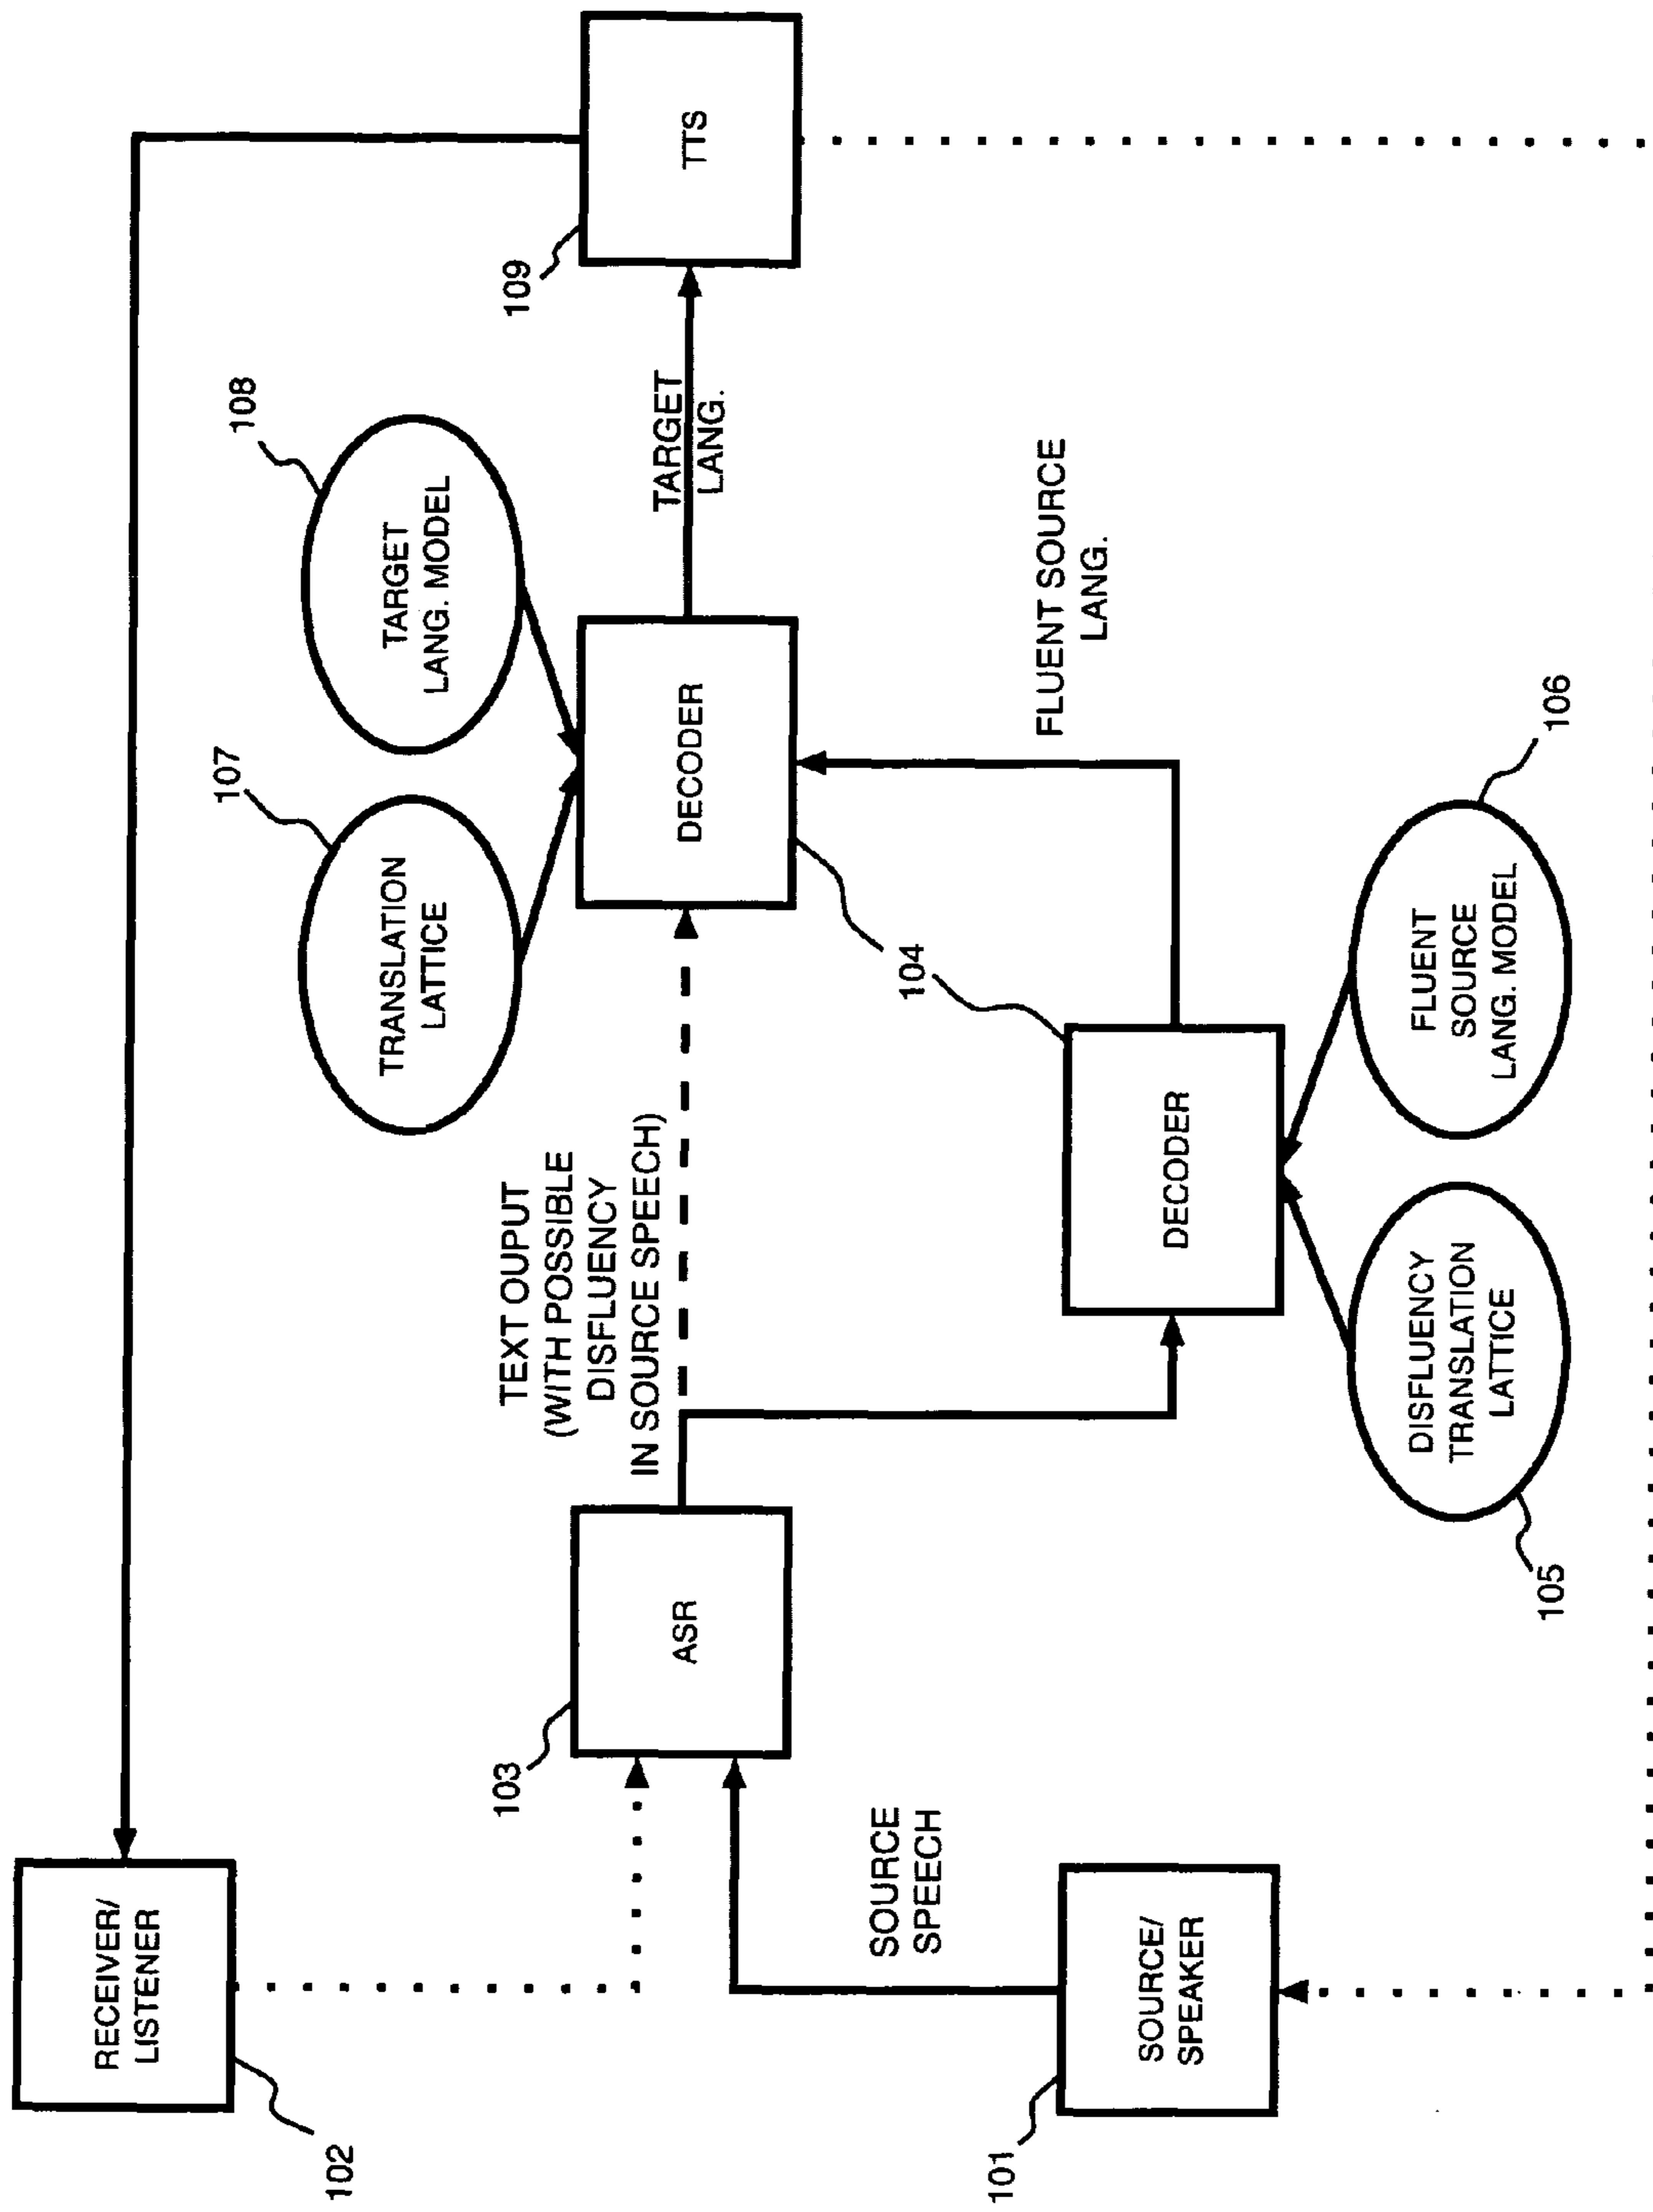 RECEIVER/
LISTENER
102
107
TRANSLATION
LATTICE
108
TARGET
LANG. MODEL
103
ASR
TEXT OUPUT
(WITH POSSIBLE
DISFLUENCY
IN SOURCE SPEECH)
DECODER
TARGET
LANG.
109
TTS
SOURCE
SPEECH
104
FLUENT SOURCE
LANG.
101
SOURCE/
SPEAKER
DECODER
105
DISFLUENCY
TRANSLATION
LATTICE
FLUENT
SOURCE
LANG. MODEL
106